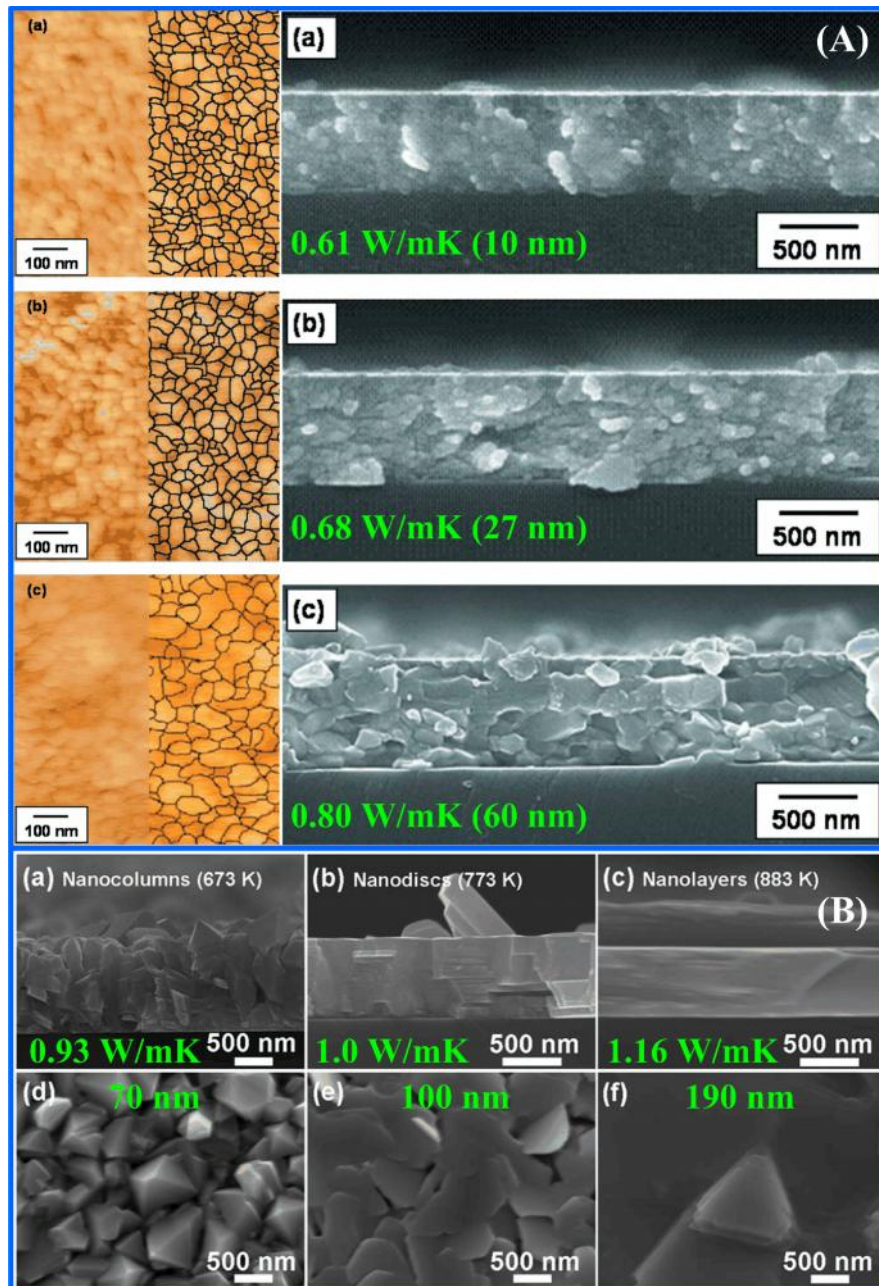 (a)
100 nm
(a)
(A)
0.61 W/mK (10 nm)
500 nm
(b)
100 nm
(b)
0.68 W/mK (27 nm)
500 nm
(c)
100 nm
(c)
0.80 W/mK (60 nm)
500 nm
(a) Nanocolumns (673 K)
0.93 W/mK
500 nm
(b) Nanodiscs (773 K)
1.0 W/mK
500 nm
(c) Nanolayers (883 K)
(B)
1.16 W/mK
500 nm
(d)
70 nm
500 nm
(e)
100 nm
500 nm
(f)
190 nm
500 nm